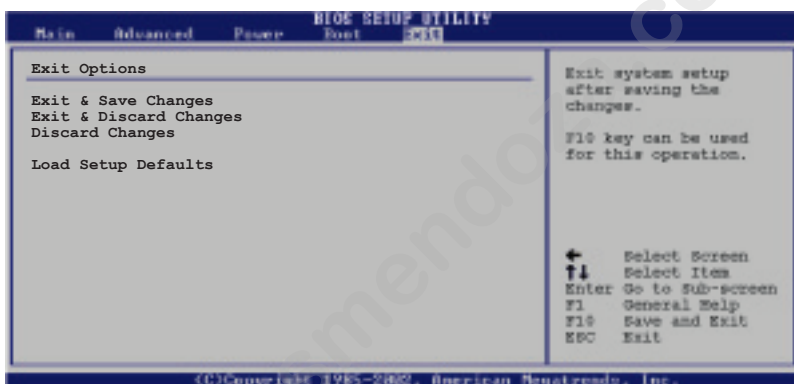 BIOS SETUP UTILITY
Main Advanced Power Boot Exit
Exit Options
Exit & Save Changes
Exit & Discard Changes
Discard Changes
Load Setup Defaults
Exit system setup
after saving the
changes.
F10 key can be used
for this operation.
← Select Screen
↑↓ Select Item
Enter Go to Sub-screen
F1 General Help
F10 Save and Exit
ESC Exit
(C)Copyright 1985-2002, American Megatrends, Inc.